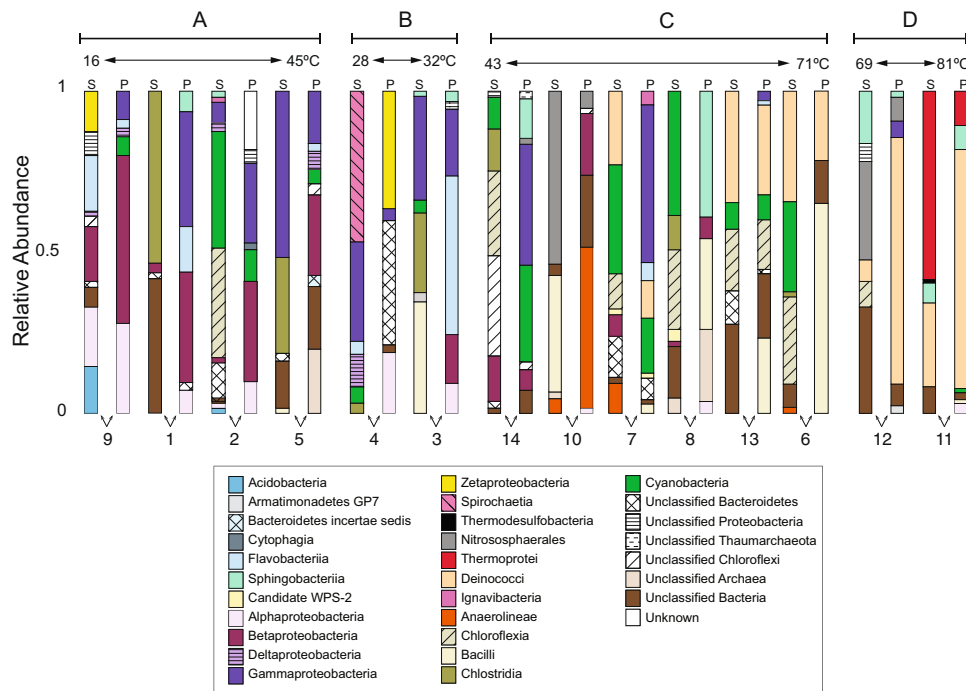 A B C D
16 45ºC 28 32ºC 43 71ºC 69 81ºC
S P S P S P S P S P S P S P S P S P S P S P S P S P S P
1
0.5
0
Relative Abundance
9 1 2 5 4 3 14 10 7 8 13 6 12 11
Acidobacteria
Armatimonadetes GP7
Bacteroidetes incertae sedis
Cytophagia
Flavobacteriia
Sphingobacteriia
Candidate WPS-2
Alphaproteobacteria
Betaproteobacteria
Deltaproteobacteria
Gammaproteobacteria
Zetaproteobacteria
Spirochaetia
Thermodesulfobacteria
Nitrososphaerales
Thermoprotei
Deinococci
Ignavibacteria
Anaerolineae
Chloroflexia
Bacilli
Chlostridia
Cyanobacteria
Unclassified Bacteroidetes
Unclassified Proteobacteria
Unclassified Thaumarchaeota
Unclassified Chloroflexi
Unclassified Archaea
Unclassified Bacteria
Unknown